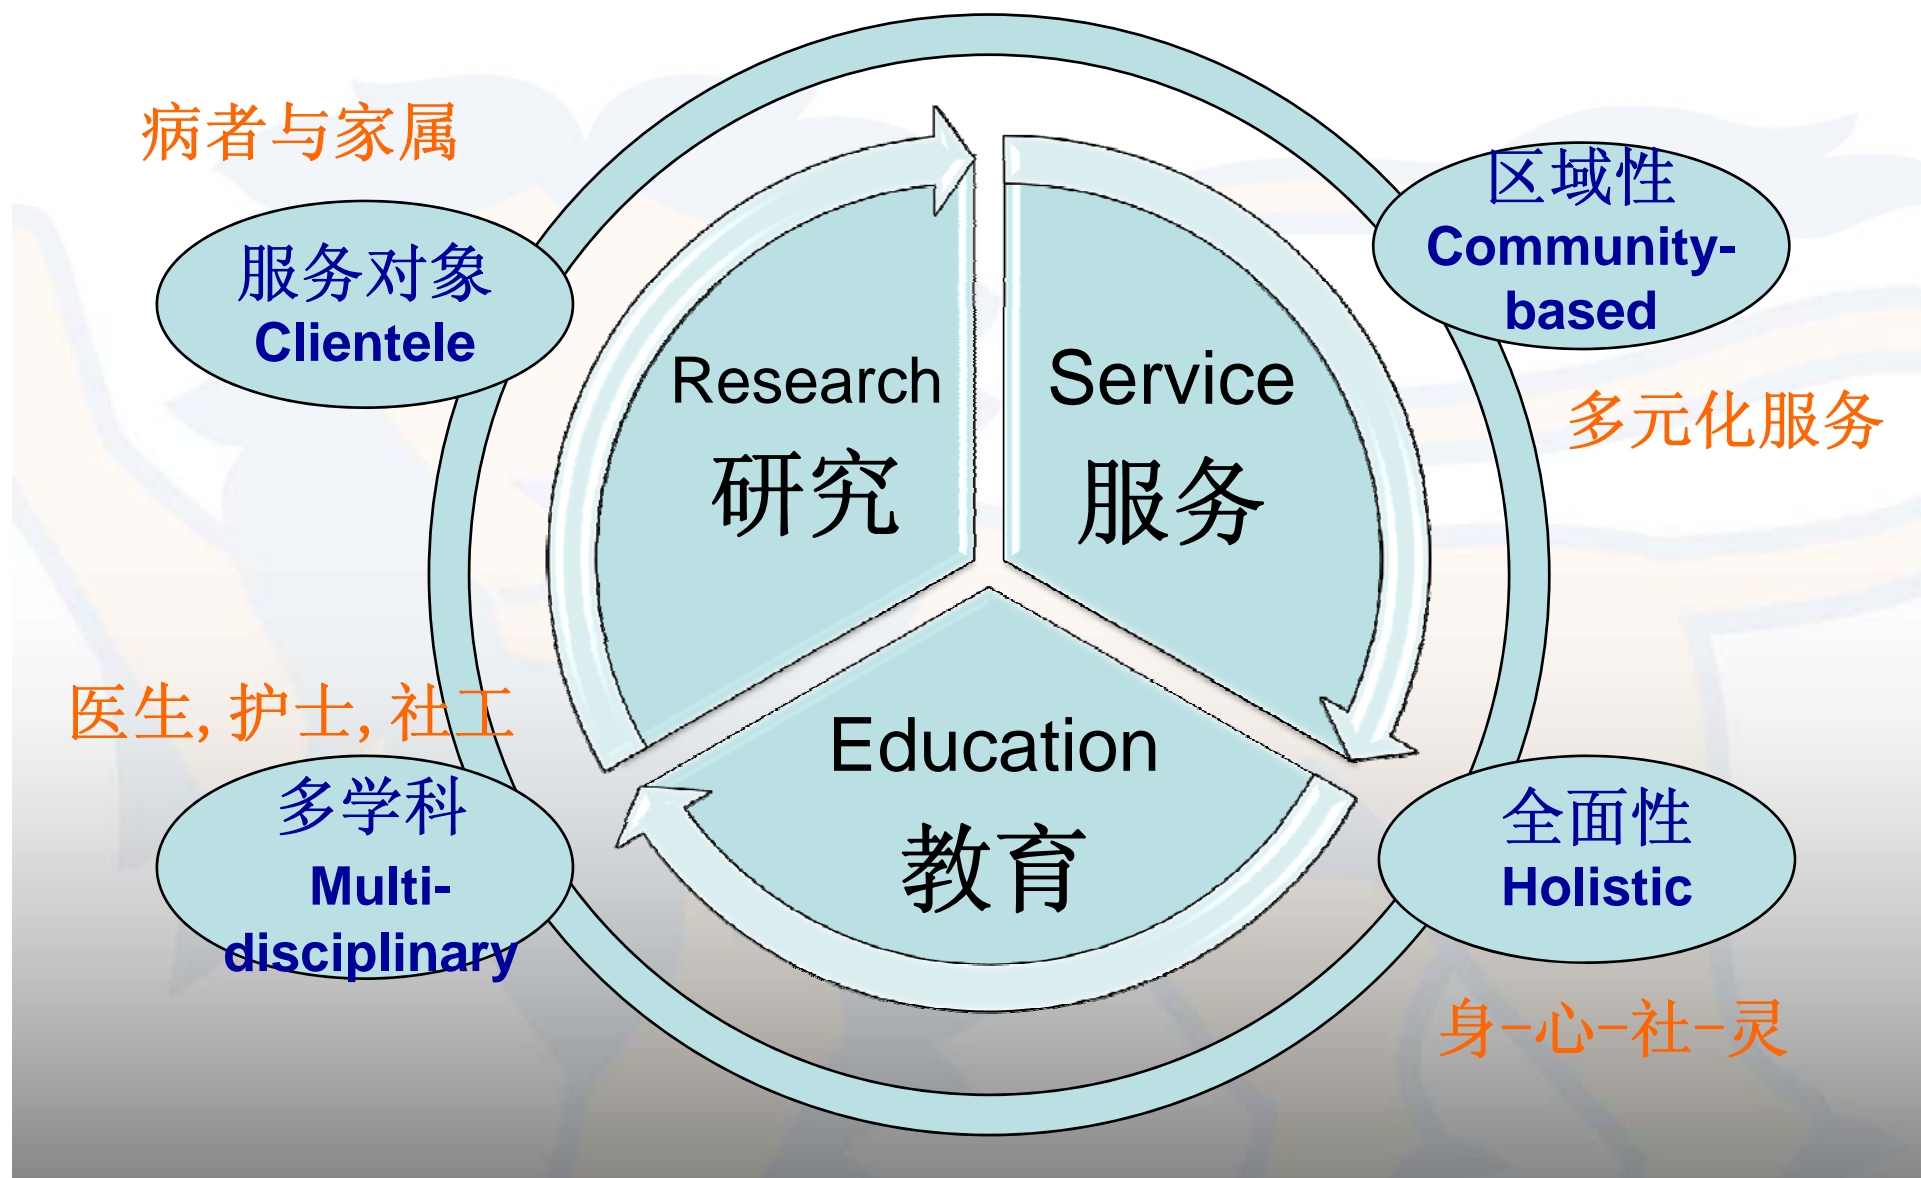 病者与家属
服务对象
Clientele
区域性
Community-
based
多元化服务
Research
研究
Service
服务
Education
教育
医生,护士,社工
多学科
Multi-
disciplinary
全面性
Holistic
身-心-社-灵